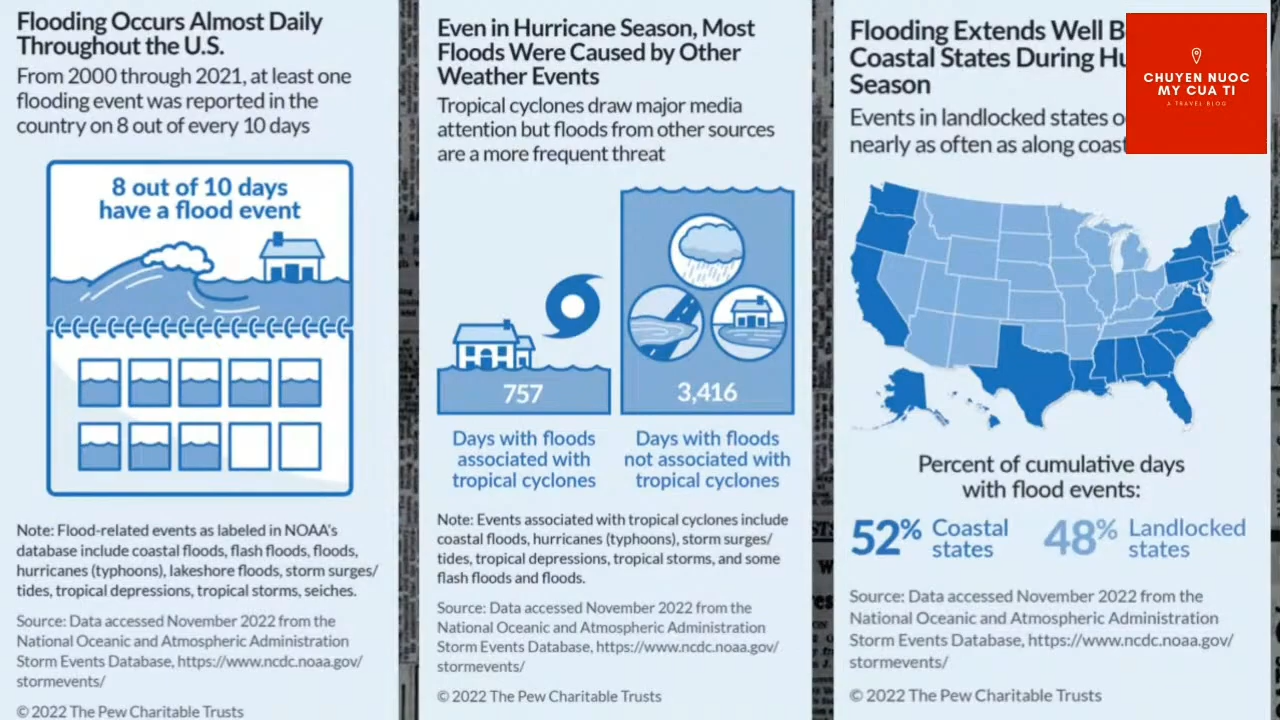 Flooding Occurs Almost Daily
Throughout the U.S.
From 2000 through 2021, at least one
flooding event was reported in the
country on 8 out of every 10 days
8 out of 10 days
have a flood event
Note: Flood-related events as labeled in NOAA's
database include coastal floods, flash floods, floods,
hurricanes (typhoons), lakeshore floods, storm surges/
tides, tropical depressions, tropical storms, seiches.
Source: Data accessed November 2022 from the
National Oceanic and Atmospheric Administration
Storm Events Database, https://www.ncdc.noaa.gov/
stormevents/
© 2022 The Pew Charitable Trusts
Even in Hurricane Season, Most
Floods Were Caused by Other
Weather Events
Tropical cyclones draw major media
attention but floods from other sources
are a more frequent threat
757
3,416
Days with floods
associated with
tropical cyclones
Days with floods
not associated with
tropical cyclones
Note: Events associated with tropical cyclones include
coastal floods, hurricanes (typhoons), storm surges/
tides, tropical depressions, tropical storms, and some
flash floods and floods.
Source: Data accessed November 2022 from the
National Oceanic and Atmospheric Administration
Storm Events Database, https://www.ncdc.noaa.gov/
stormevents/
© 2022 The Pew Charitable Trusts
Flooding Extends Well
Coastal States During
Season
Events in landlocked states
nearly as often as along
CHUYEN NUOC
MY CUA TI
A TRAVEL BLOG
Percent of cumulative days
with flood events:
52% Coastal
states
48% Landlocked
states
Source: Data accessed November 2022 from the
National Oceanic and Atmospheric Administration
Storm Events Database, https://www.ncdc.noaa.gov/
stormevents/
© 2022 The Pew Charitable Trusts